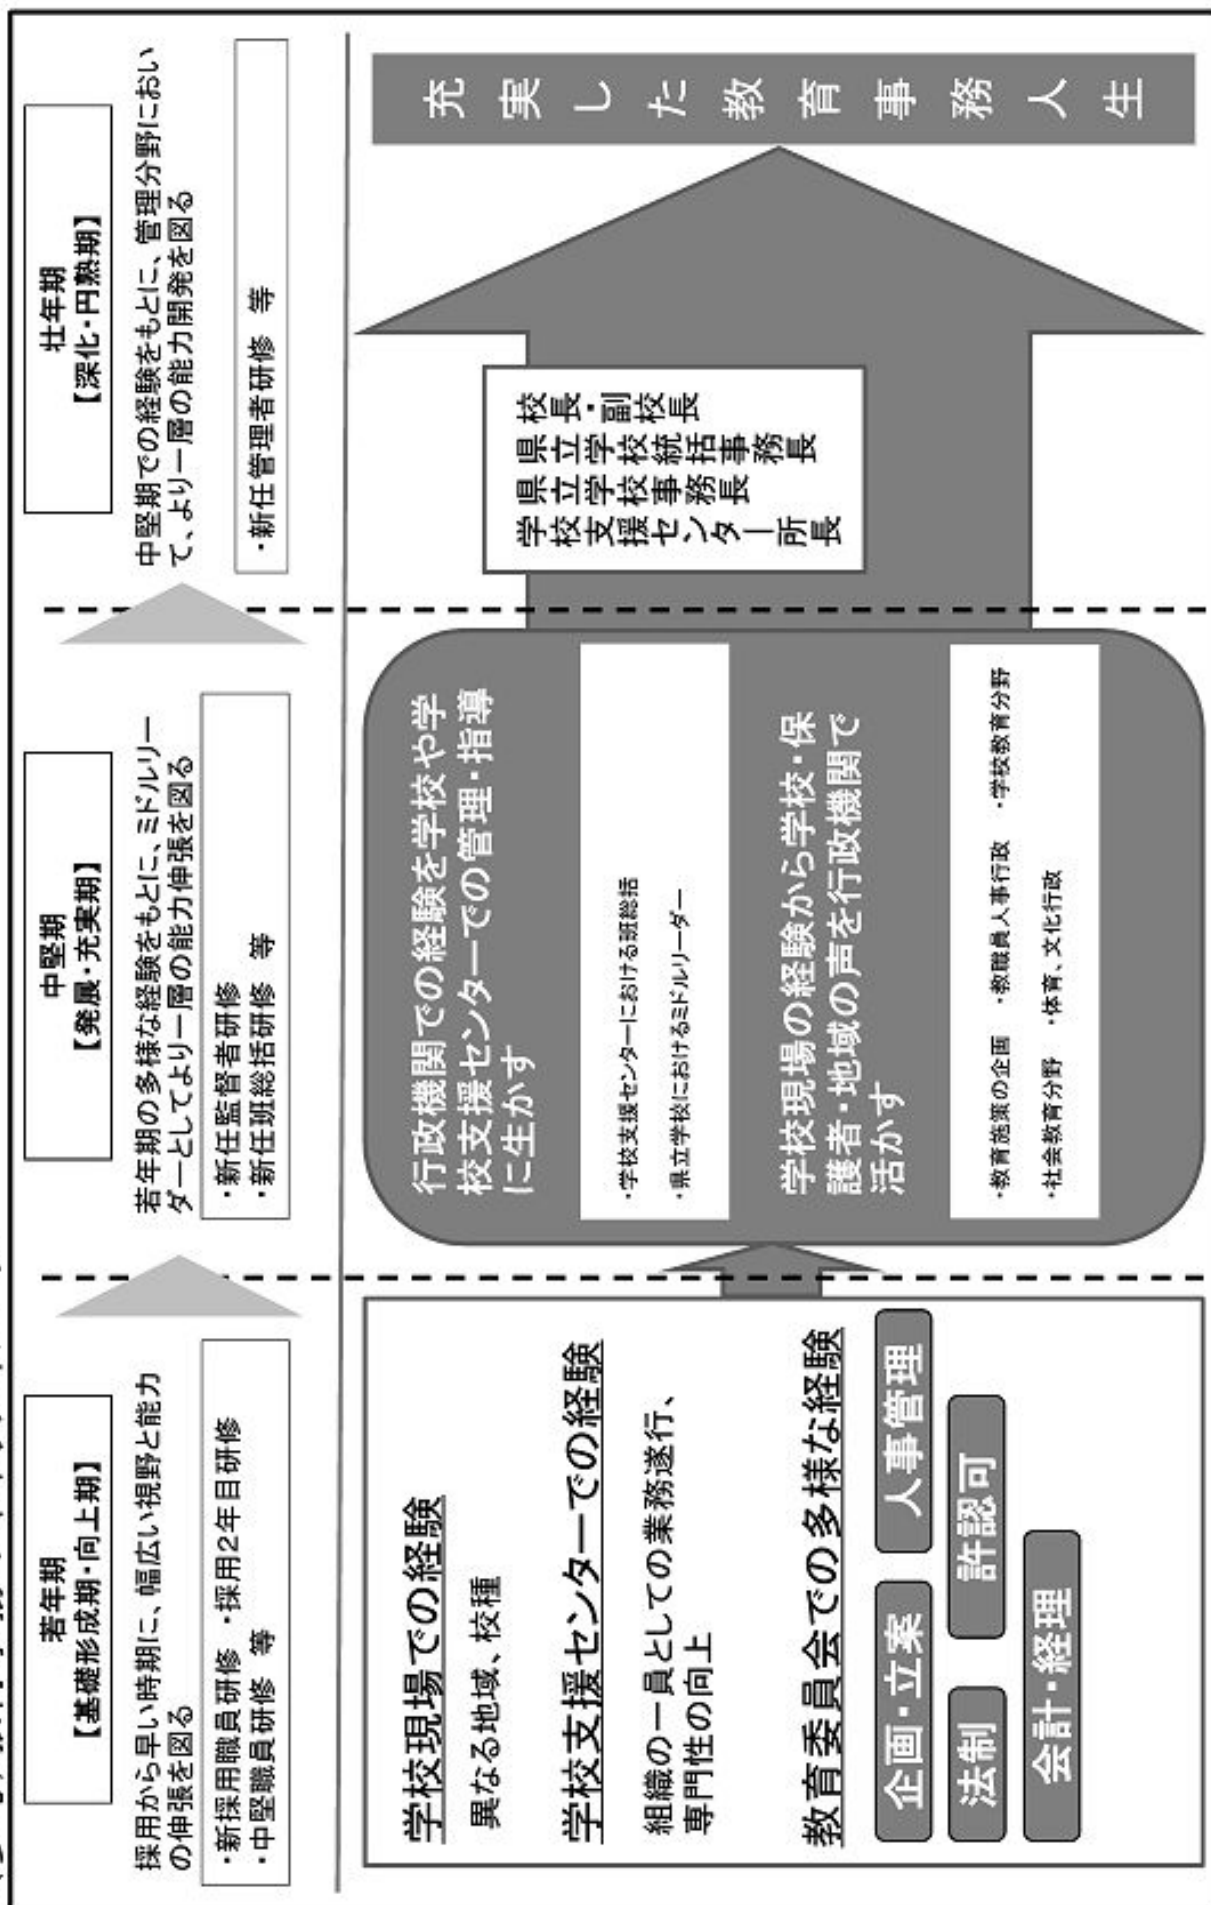 若年期
【基礎形成期・向上期】
採用から早い時期に、幅広い視野と能力
の伸張を図る
・新採用職員研修 ・採用2年目研修
・中堅職員研修 等
中堅期
【発展・充実期】
若年期の多様な経験をもとに、ミドルリー
ダーとしてより一層の能力伸張を図る
・新任監督者研修
・新任班総括研修 等
壮年期
【深化・円熟期】
中堅期での経験をもとに、管理分野におい
て、より一層の能力開発を図る
・新任管理者研修 等
学校現場での経験
異なる地域、校種
学校支援センターでの経験
組織の一員としての業務遂行、
専門性の向上
教育委員会での多様な経験
企画・立案
人事管理
法制
許認可
会計・経理
行政機関での経験を学校や学
校支援センターでの管理・指導
に生かす
・学校支援センターにおける班総括
・県立学校におけるミドルリーダー
学校現場の経験から学校・保
護者・地域の声を行政機関で
活かす
・教育施策の企画 ・教職員人事行政 ・学校教育分野
・社会教育分野 ・体育、文化行政
校長・副校長
県立学校統括事務長
県立学校事務長
学校支援センター所長
充実した教育事務人生